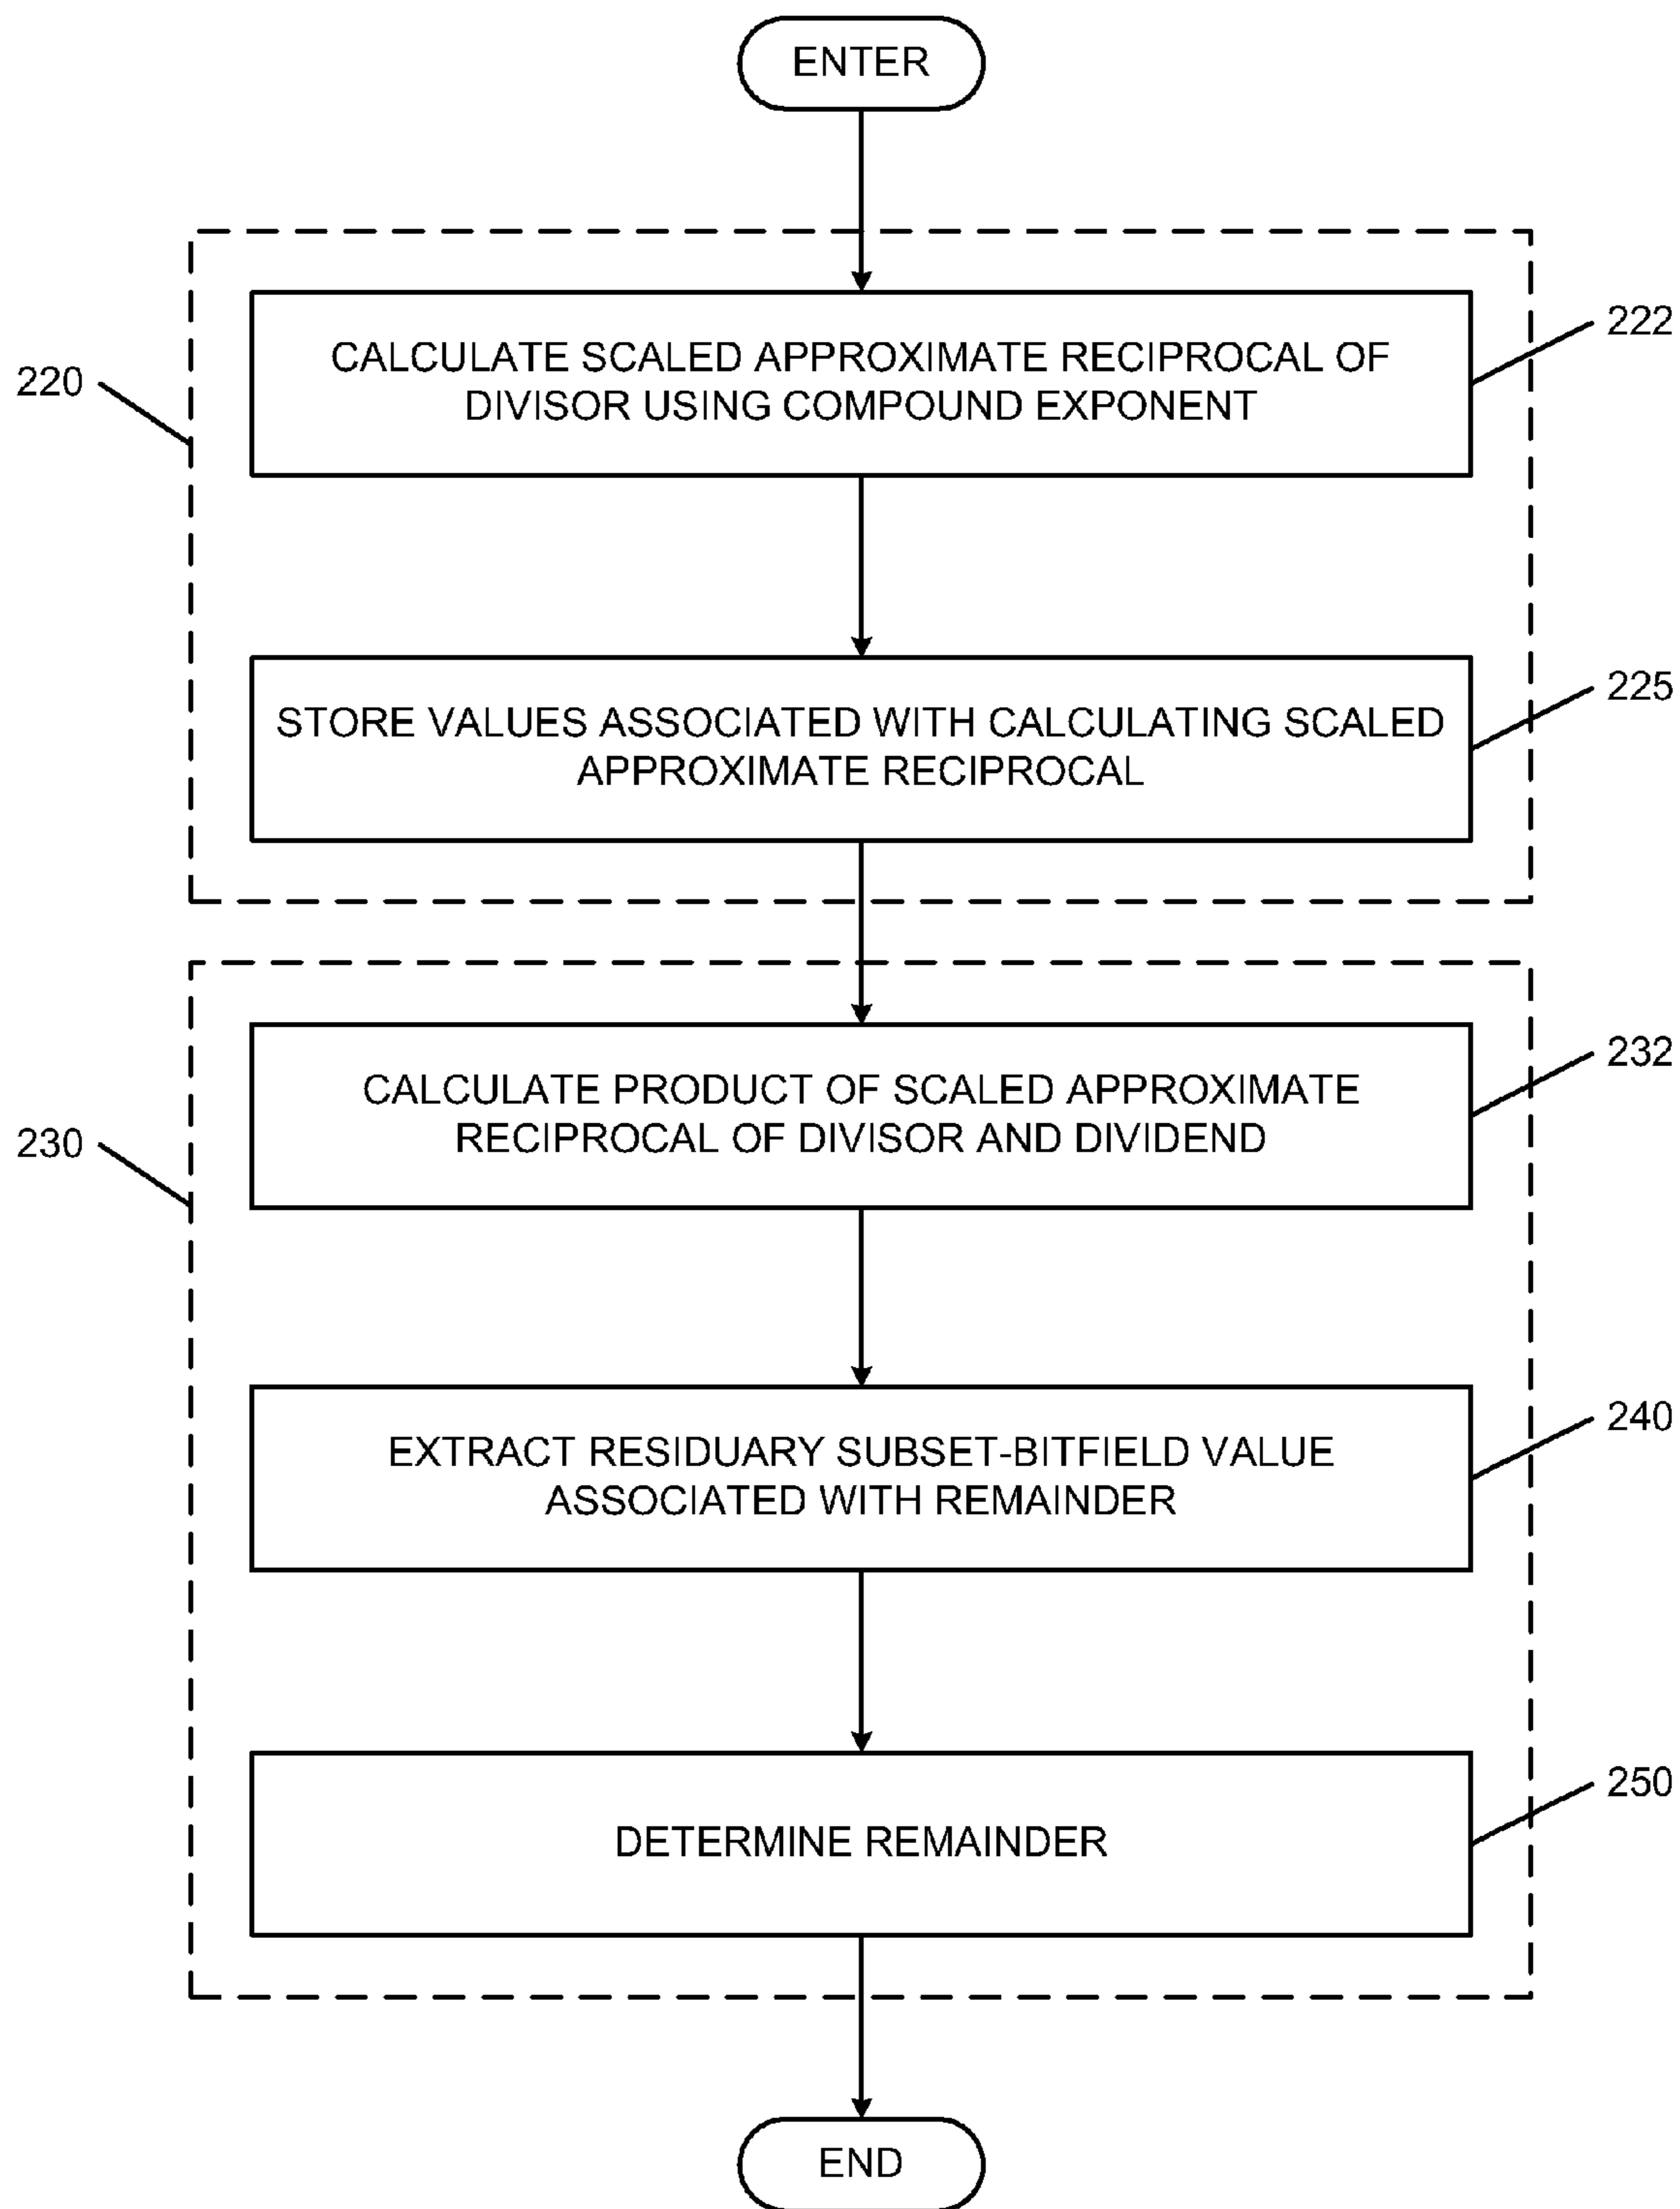 ENTER
222
CALCULATE SCALED APPROXIMATE RECIPROCAL OF
DIVISOR USING COMPOUND EXPONENT
220
225
STORE VALUES ASSOCIATED WITH CALCULATING SCALED
APPROXIMATE RECIPROCAL
232
CALCULATE PRODUCT OF SCALED APPROXIMATE
RECIPROCAL OF DIVISOR AND DIVIDEND
230
240
EXTRACT RESIDUARY SUBSET-BITFIELD VALUE
ASSOCIATED WITH REMAINDER
250
DETERMINE REMAINDER
END